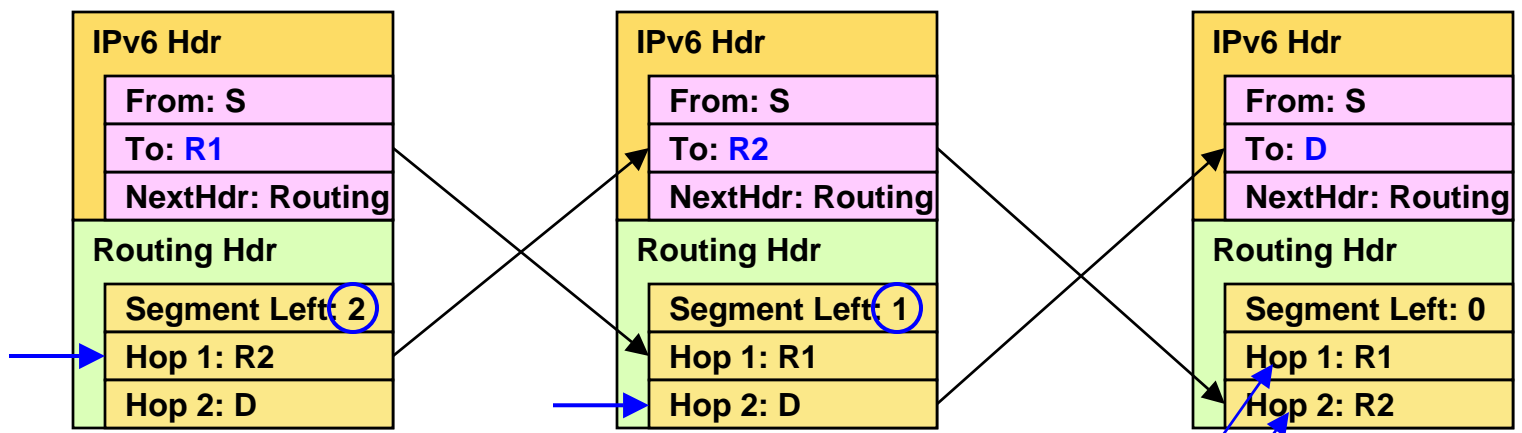 IPv6 Hdr
From: S
To: R1
NextHdr: Routing
Routing Hdr
Segment Left: 2
Hop 1: R2
Hop 2: D
IPv6 Hdr
From: S
To: R2
NextHdr: Routing
Routing Hdr
Segment Left: 1
Hop 1: R1
Hop 2: D
IPv6 Hdr
From: S
To: D
NextHdr: Routing
Routing Hdr
Segment Left: 0
Hop 1: R1
Hop 2: R2